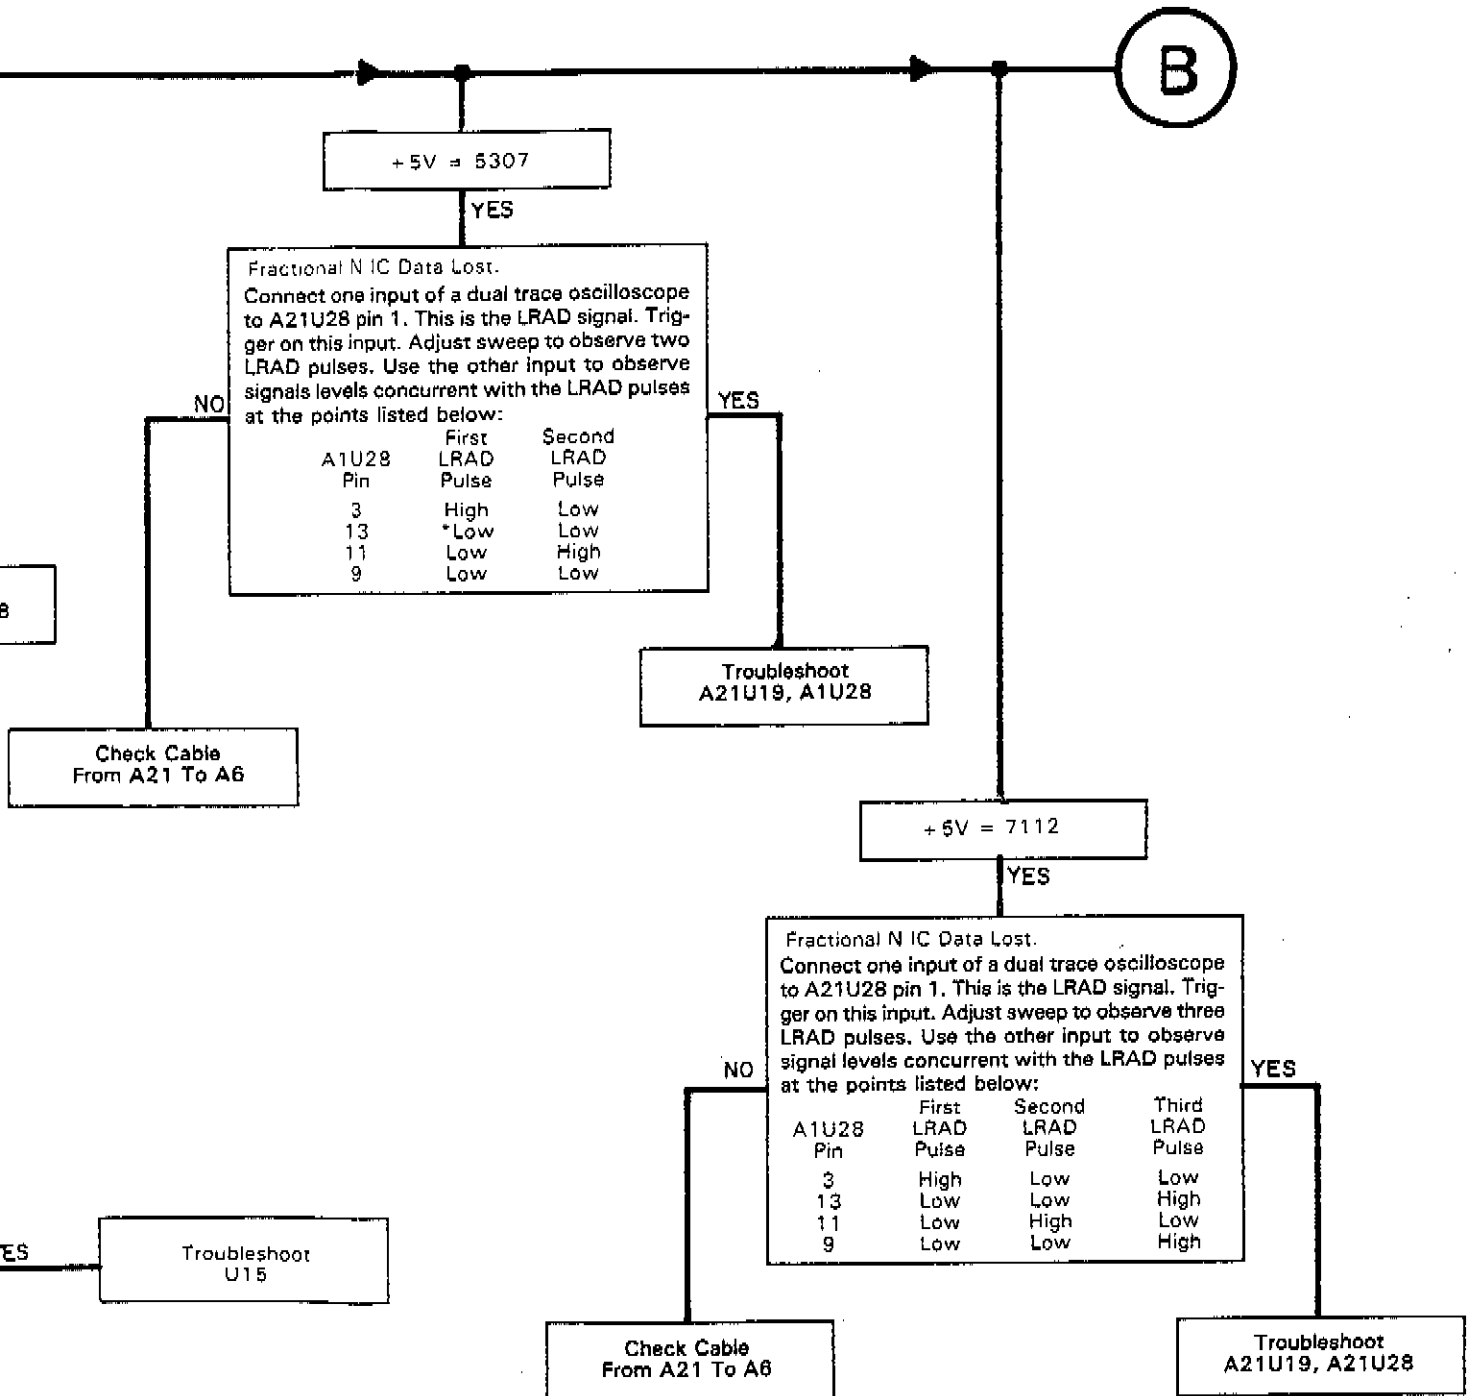 B
+5V = 5307
YES
Fractional N IC Data Lost.
Connect one input of a dual trace oscilloscope
to A21U28 pin 1. This is the LRAD signal. Trig-
ger on this input. Adjust sweep to observe two
LRAD pulses. Use the other input to observe
signals levels concurrent with the LRAD pulses
at the points listed below:
NO
YES
First Second
A1U28 LRAD LRAD
Pin Pulse Pulse
3 High Low
13 *Low Low
11 Low High
9 Low Low
8
Troubleshoot
A21U19, A1U28
Check Cable
From A21 To A6
+5V = 7112
YES
Fractional N IC Data Lost.
Connect one input of a dual trace oscilloscope
to A21U28 pin 1. This is the LRAD signal. Trig-
ger on this input. Adjust sweep to observe three
LRAD pulses. Use the other input to observe
signal levels concurrent with the LRAD pulses
at the points listed below:
NO
YES
First Second Third
A1U28 LRAD LRAD LRAD
Pin Pulse Pulse Pulse
3 High Low Low
13 Low Low High
11 Low High Low
9 Low Low High
ES
Troubleshoot
U15
Check Cable
From A21 To A6
Troubleshoot
A21U19, A21U28